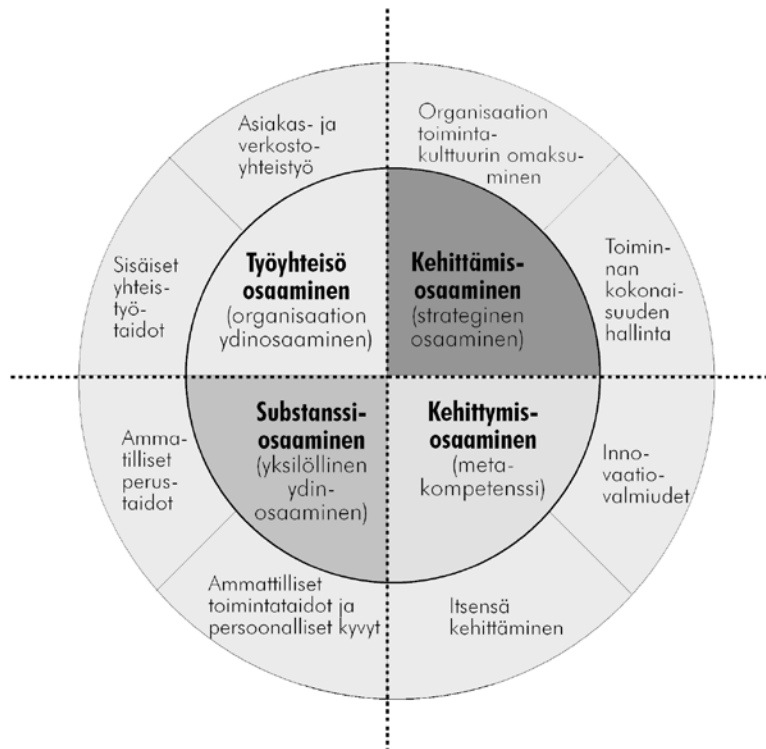 Asiakas- ja
verkosto-
yhteistyö
Organisaation
toiminta-
kulttuurin omaksu-
minen
Sisäiset
yhteis-
työ-
taidot
Työyhteisö
osaaminen
(organisaation
ydinosaaminen)
Kehittämis-
osaaminen
(strateginen
osaaminen)
Toimin-
nan
kokonai-
suuden
hallinta
Amma-
tilliset
perus-
taidot
Substanssi-
osaaminen
(yksilöllinen
ydin-
osaaminen)
Kehittymis-
osaaminen
(meta-
kompetenssi)
Inno-
vaatio-
valmiudet
Ammattilliset
toimintataidot ja
persoonalliset kyvyt
Itsensä
kehittäminen